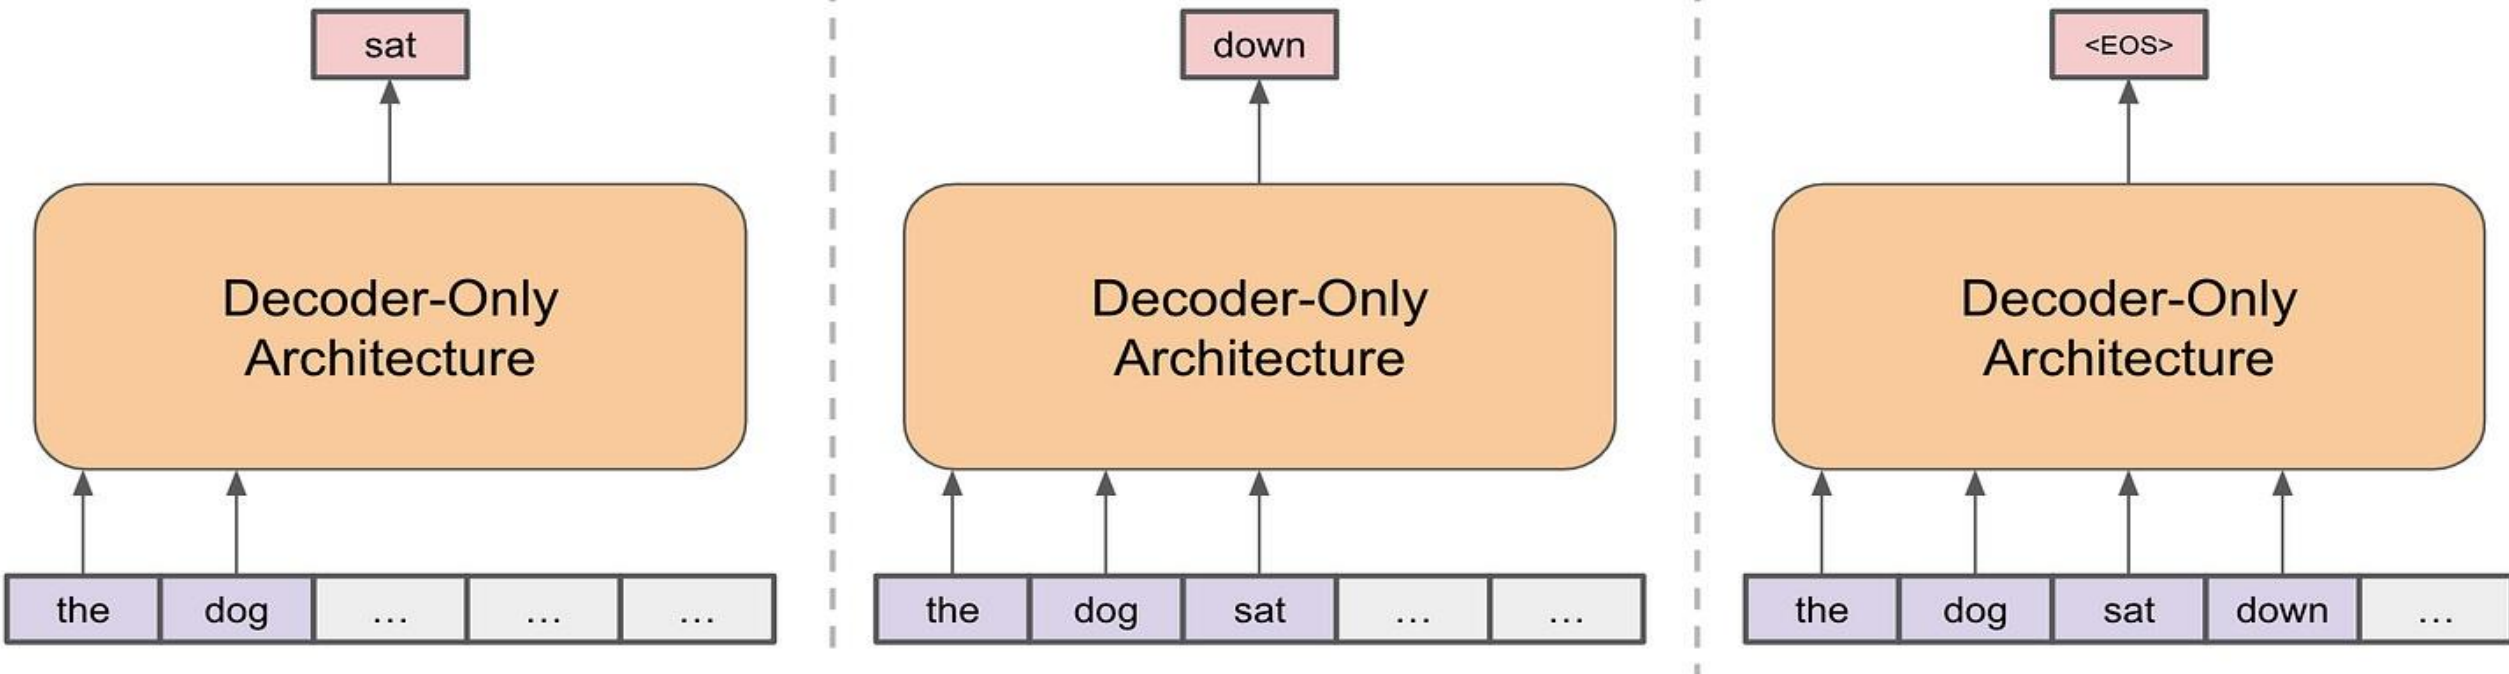 sat
Decoder-Only
Architecture
the dog ... ... ...
down
Decoder-Only
Architecture
the dog sat ... ...
<EOS>
Decoder-Only
Architecture
the dog sat down ...